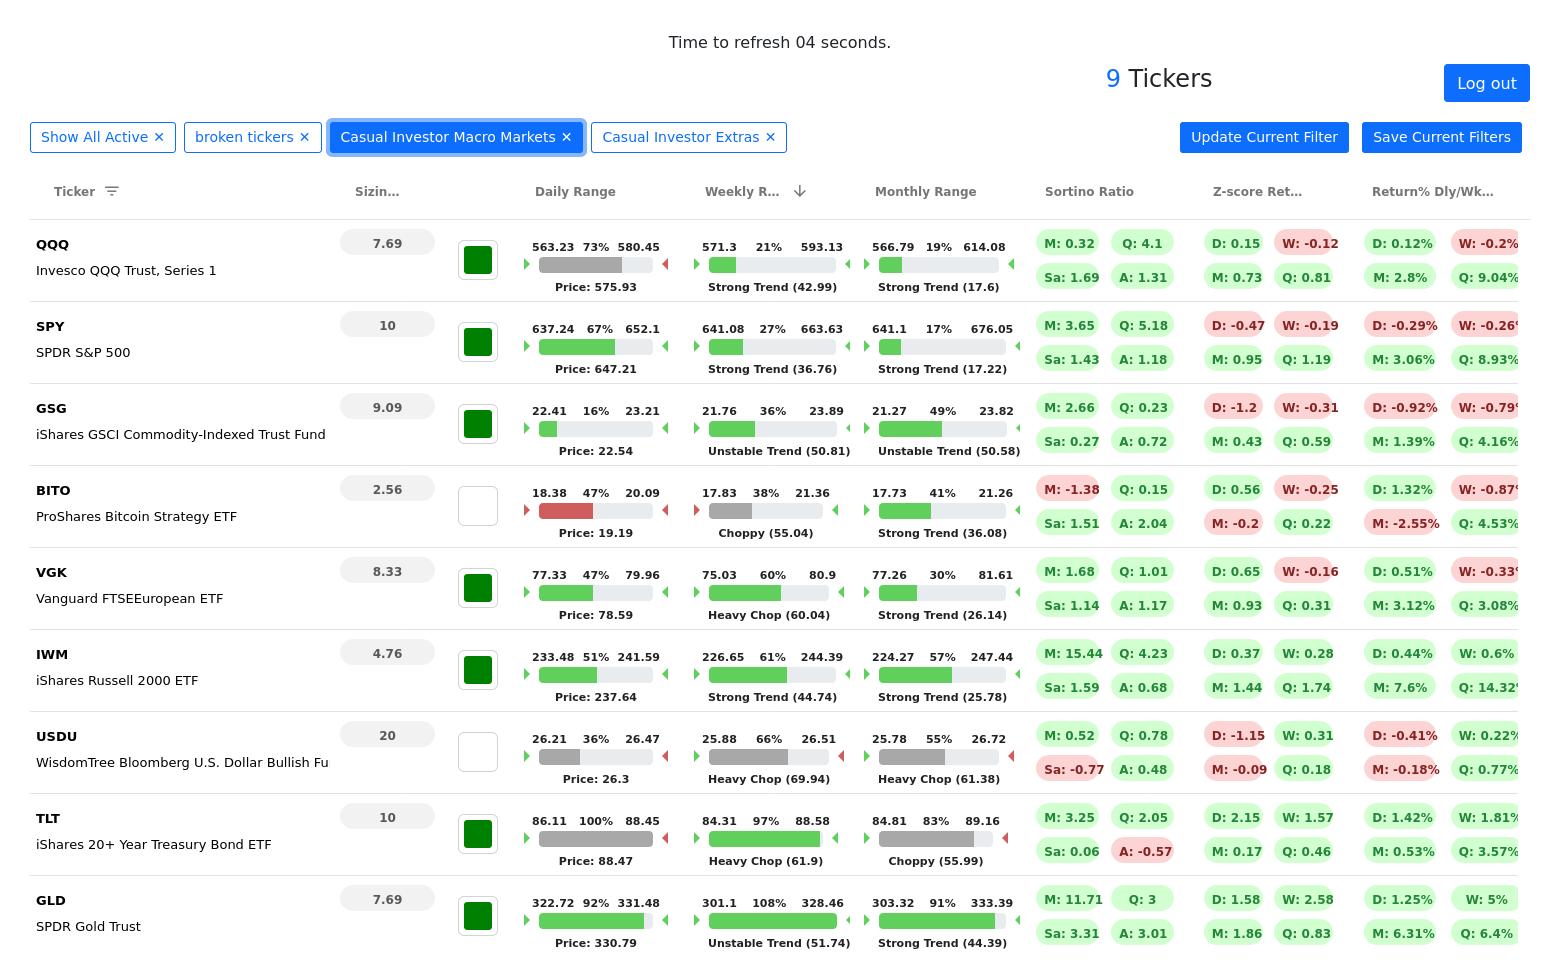 Time to refresh 04 seconds.
9 Tickers
Log out
Show All Active ✕ broken tickers ✕ Casual Investor Macro Markets ✕ Casual Investor Extras ✕ Update Current Filter Save Current Filters
Ticker Sizin... Daily Range Weekly R... Monthly Range Sortino Ratio Z-score Ret... Return% Dly/Wk...
QQQ 7.69 563.23 73% 580.45 571.3 21% 593.13 566.79 19% 614.08 M: 0.32 Q: 4.1 D: 0.15 W: -0.12 D: 0.12% W: -0.2%
Invesco QQQ Trust, Series 1 Price: 575.93 Strong Trend (42.99) Strong Trend (17.6) Sa: 1.69 A: 1.31 M: 0.73 Q: 0.81 M: 2.8% Q: 9.04%
SPY 10 637.24 67% 652.1 641.08 27% 663.63 641.1 17% 676.05 M: 3.65 Q: 5.18 D: -0.47 W: -0.19 D: -0.29% W: -0.26%
SPDR S&P 500 Price: 647.21 Strong Trend (36.76) Strong Trend (17.22) Sa: 1.43 A: 1.18 M: 0.95 Q: 1.19 M: 3.06% Q: 8.93%
GSG 9.09 22.41 16% 23.21 21.76 36% 23.89 21.27 49% 23.82 M: 2.66 Q: 0.23 D: -1.2 W: -0.31 D: -0.92% W: -0.79%
iShares GSCI Commodity-Indexed Trust Fund Price: 22.54 Unstable Trend (50.81) Unstable Trend (50.58) Sa: 0.27 A: 0.72 M: 0.43 Q: 0.59 M: 1.39% Q: 4.16%
BITO 2.56 18.38 47% 20.09 17.83 38% 21.36 17.73 41% 21.26 M: -1.38 Q: 0.15 D: 0.56 W: -0.25 D: 1.32% W: -0.87%
ProShares Bitcoin Strategy ETF Price: 19.19 Choppy (55.04) Strong Trend (36.08) Sa: 1.51 A: 2.04 M: -0.2 Q: 0.22 M: -2.55% Q: 4.53%
VGK 8.33 77.33 47% 79.96 75.03 60% 80.9 77.26 30% 81.61 M: 1.68 Q: 1.01 D: 0.65 W: -0.16 D: 0.51% W: -0.33%
Vanguard FTSEEuropean ETF Price: 78.59 Heavy Chop (60.04) Strong Trend (26.14) Sa: 1.14 A: 1.17 M: 0.93 Q: 0.31 M: 3.12% Q: 3.08%
IWM 4.76 233.48 51% 241.59 226.65 61% 244.39 224.27 57% 247.44 M: 15.44 Q: 4.23 D: 0.37 W: 0.28 D: 0.44% W: 0.6%
iShares Russell 2000 ETF Price: 237.64 Strong Trend (44.74) Strong Trend (25.78) Sa: 1.59 A: 0.68 M: 1.44 Q: 1.74 M: 7.6% Q: 14.32%
USDU 20 26.21 36% 26.47 25.88 66% 26.51 25.78 55% 26.72 M: 0.52 Q: 0.78 D: -1.15 W: 0.31 D: -0.41% W: 0.22%
WisdomTree Bloomberg U.S. Dollar Bullish Fu Price: 26.3 Heavy Chop (69.94) Heavy Chop (61.38) Sa: -0.77 A: 0.48 M: -0.09 Q: 0.18 M: -0.18% Q: 0.77%
TLT 10 86.11 100% 88.45 84.31 97% 88.58 84.81 83% 89.16 M: 3.25 Q: 2.05 D: 2.15 W: 1.57 D: 1.42% W: 1.81%
iShares 20+ Year Treasury Bond ETF Price: 88.47 Heavy Chop (61.9) Choppy (55.99) Sa: 0.06 A: -0.57 M: 0.17 Q: 0.46 M: 0.53% Q: 3.57%
GLD 7.69 322.72 92% 331.48 301.1 108% 328.46 303.32 91% 333.39 M: 11.71 Q: 3 D: 1.58 W: 2.58 D: 1.25% W: 5%
SPDR Gold Trust Price: 330.79 Unstable Trend (51.74) Strong Trend (44.39) Sa: 3.31 A: 3.01 M: 1.86 Q: 0.83 M: 6.31% Q: 6.4%